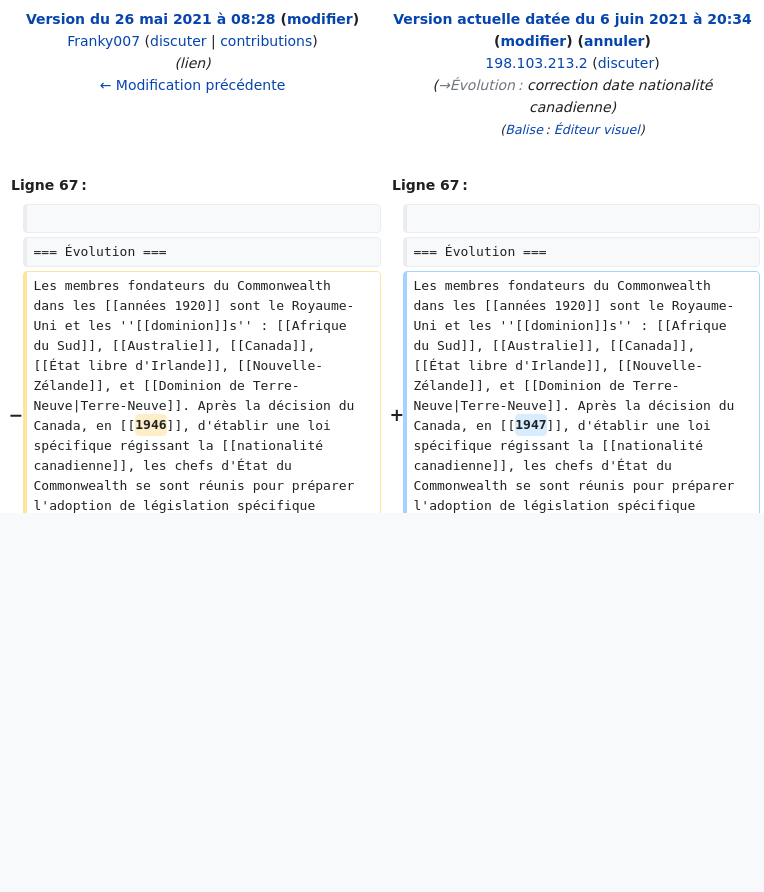 Version du 26 mai 2021 à 08:28 (modifier)
Franky007 (discuter | contributions)
(lien)
← Modification précédente
Version actuelle datée du 6 juin 2021 à 20:34
(modifier) (annuler)
198.103.213.2 (discuter)
(→Évolution : correction date nationalité
canadienne)
(Balise : Éditeur visuel)
Ligne 67 :
=== Évolution ===
− Les membres fondateurs du Commonwealth
dans les [[années 1920]] sont le Royaume-
Uni et les ''[[dominion]]s'' : [[Afrique
du Sud]], [[Australie]], [[Canada]],
[[État libre d'Irlande]], [[Nouvelle-
Zélande]], et [[Dominion de Terre-
Neuve|Terre-Neuve]]. Après la décision du
Canada, en [[1946]], d'établir une loi
spécifique régissant la [[nationalité
canadienne]], les chefs d'État du
Commonwealth se sont réunis pour préparer
l'adoption de législation spécifique
Ligne 67 :
=== Évolution ===
+ Les membres fondateurs du Commonwealth
dans les [[années 1920]] sont le Royaume-
Uni et les ''[[dominion]]s'' : [[Afrique
du Sud]], [[Australie]], [[Canada]],
[[État libre d'Irlande]], [[Nouvelle-
Zélande]], et [[Dominion de Terre-
Neuve|Terre-Neuve]]. Après la décision du
Canada, en [[1947]], d'établir une loi
spécifique régissant la [[nationalité
canadienne]], les chefs d'État du
Commonwealth se sont réunis pour préparer
l'adoption de législation spécifique